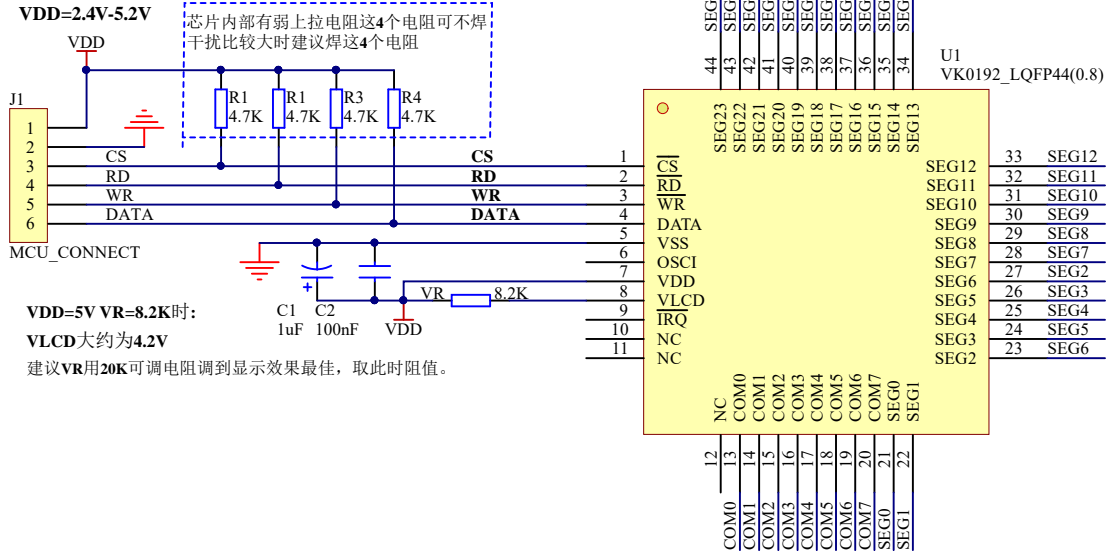 VDD=2.4V-5.2V
VDD
芯片内部有弱上拉电阻这4个电阻可不焊
干扰比较大时建议焊这4个电阻
R1
4.7K
R1
4.7K
R3
4.7K
R4
4.7K
J1
1
2
3
4
5
6
MCU_CONNECT
CS
RD
WR
DATA
CS
RD
WR
DATA
C1
1uF
C2
100nF
VDD
VR
8.2K
VDD=5V VR=8.2K时:
VLCD大约为4.2V
建议VR用20K可调电阻调到显示效果最佳，取此时阻值。
U1
VK0192_LQFP44(0.8)
1 CS
2 RD
3 WR
4 DATA
5 VSS
6 OSCI
7 VDD
8 VLCD
9 IRQ
10 NC
11 NC
44 SEG23
43 SEG22
42 SEG21
41 SEG20
40 SEG19
39 SEG18
38 SEG17
37 SEG16
36 SEG15
35 SEG14
34 SEG13
SEG
SEG
SEG
SEG
SEG
SEG
SEG
SEG
SEG
SEG
SEG12 33 SEG12
SEG11 32 SEG11
SEG10 31 SEG10
SEG9 30 SEG9
SEG8 29 SEG8
SEG7 28 SEG7
SEG6 27 SEG2
SEG5 26 SEG3
SEG4 25 SEG4
SEG3 24 SEG5
SEG2 23 SEG6
NC 12
COM0 13 COM0
COM1 14 COM1
COM2 15 COM2
COM3 16 COM3
COM4 17 COM4
COM5 18 COM5
COM6 19 COM6
COM7 20 COM7
SEG0 21 SEG0
SEG1 22 SEG1